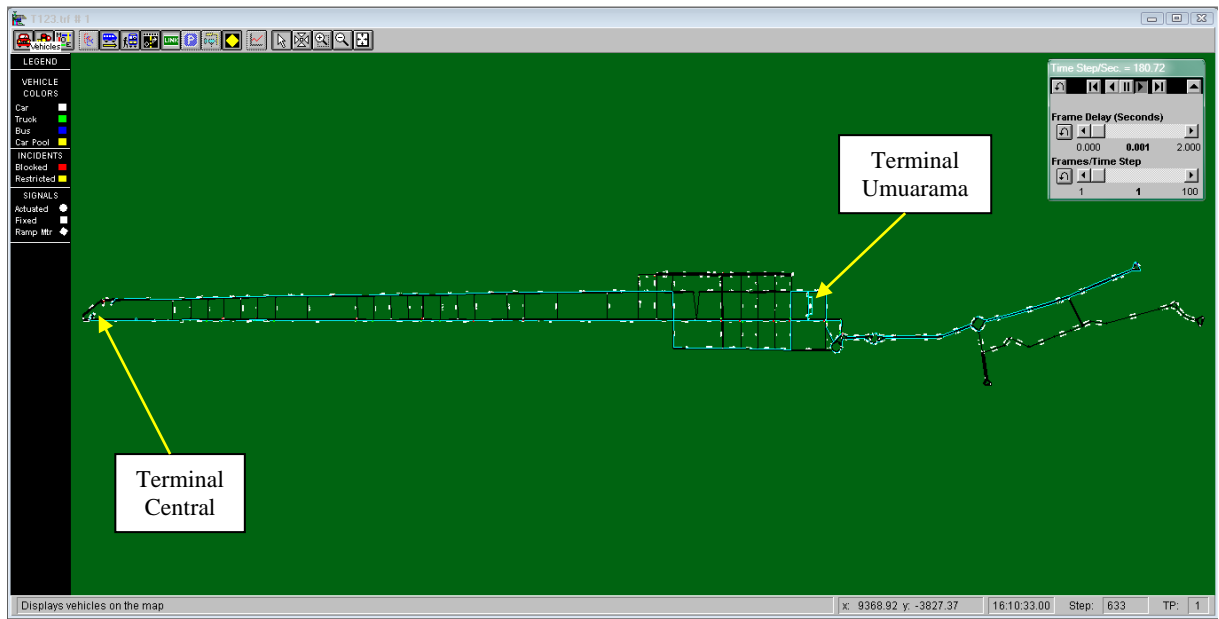 T123.tid # 1
Vehicles
LINK
P
LEGEND
VEHICLE
COLORS
Car
Truck
Bus
Car Pool
INCIDENTS
Blocked
Restricted
SIGNALS
Actuated
Fixed
Ramp Mtr
Time Step/Sec. = 180.72
Frame Delay (Seconds)
0.000 0.001 2.000
Frames/Time Step
1 1 100
Terminal
Umuarama
Terminal
Central
Displays vehicles on the map
x: 9368.92 y: -3827.37 16:10:33.00 Step: 633 TP: 1